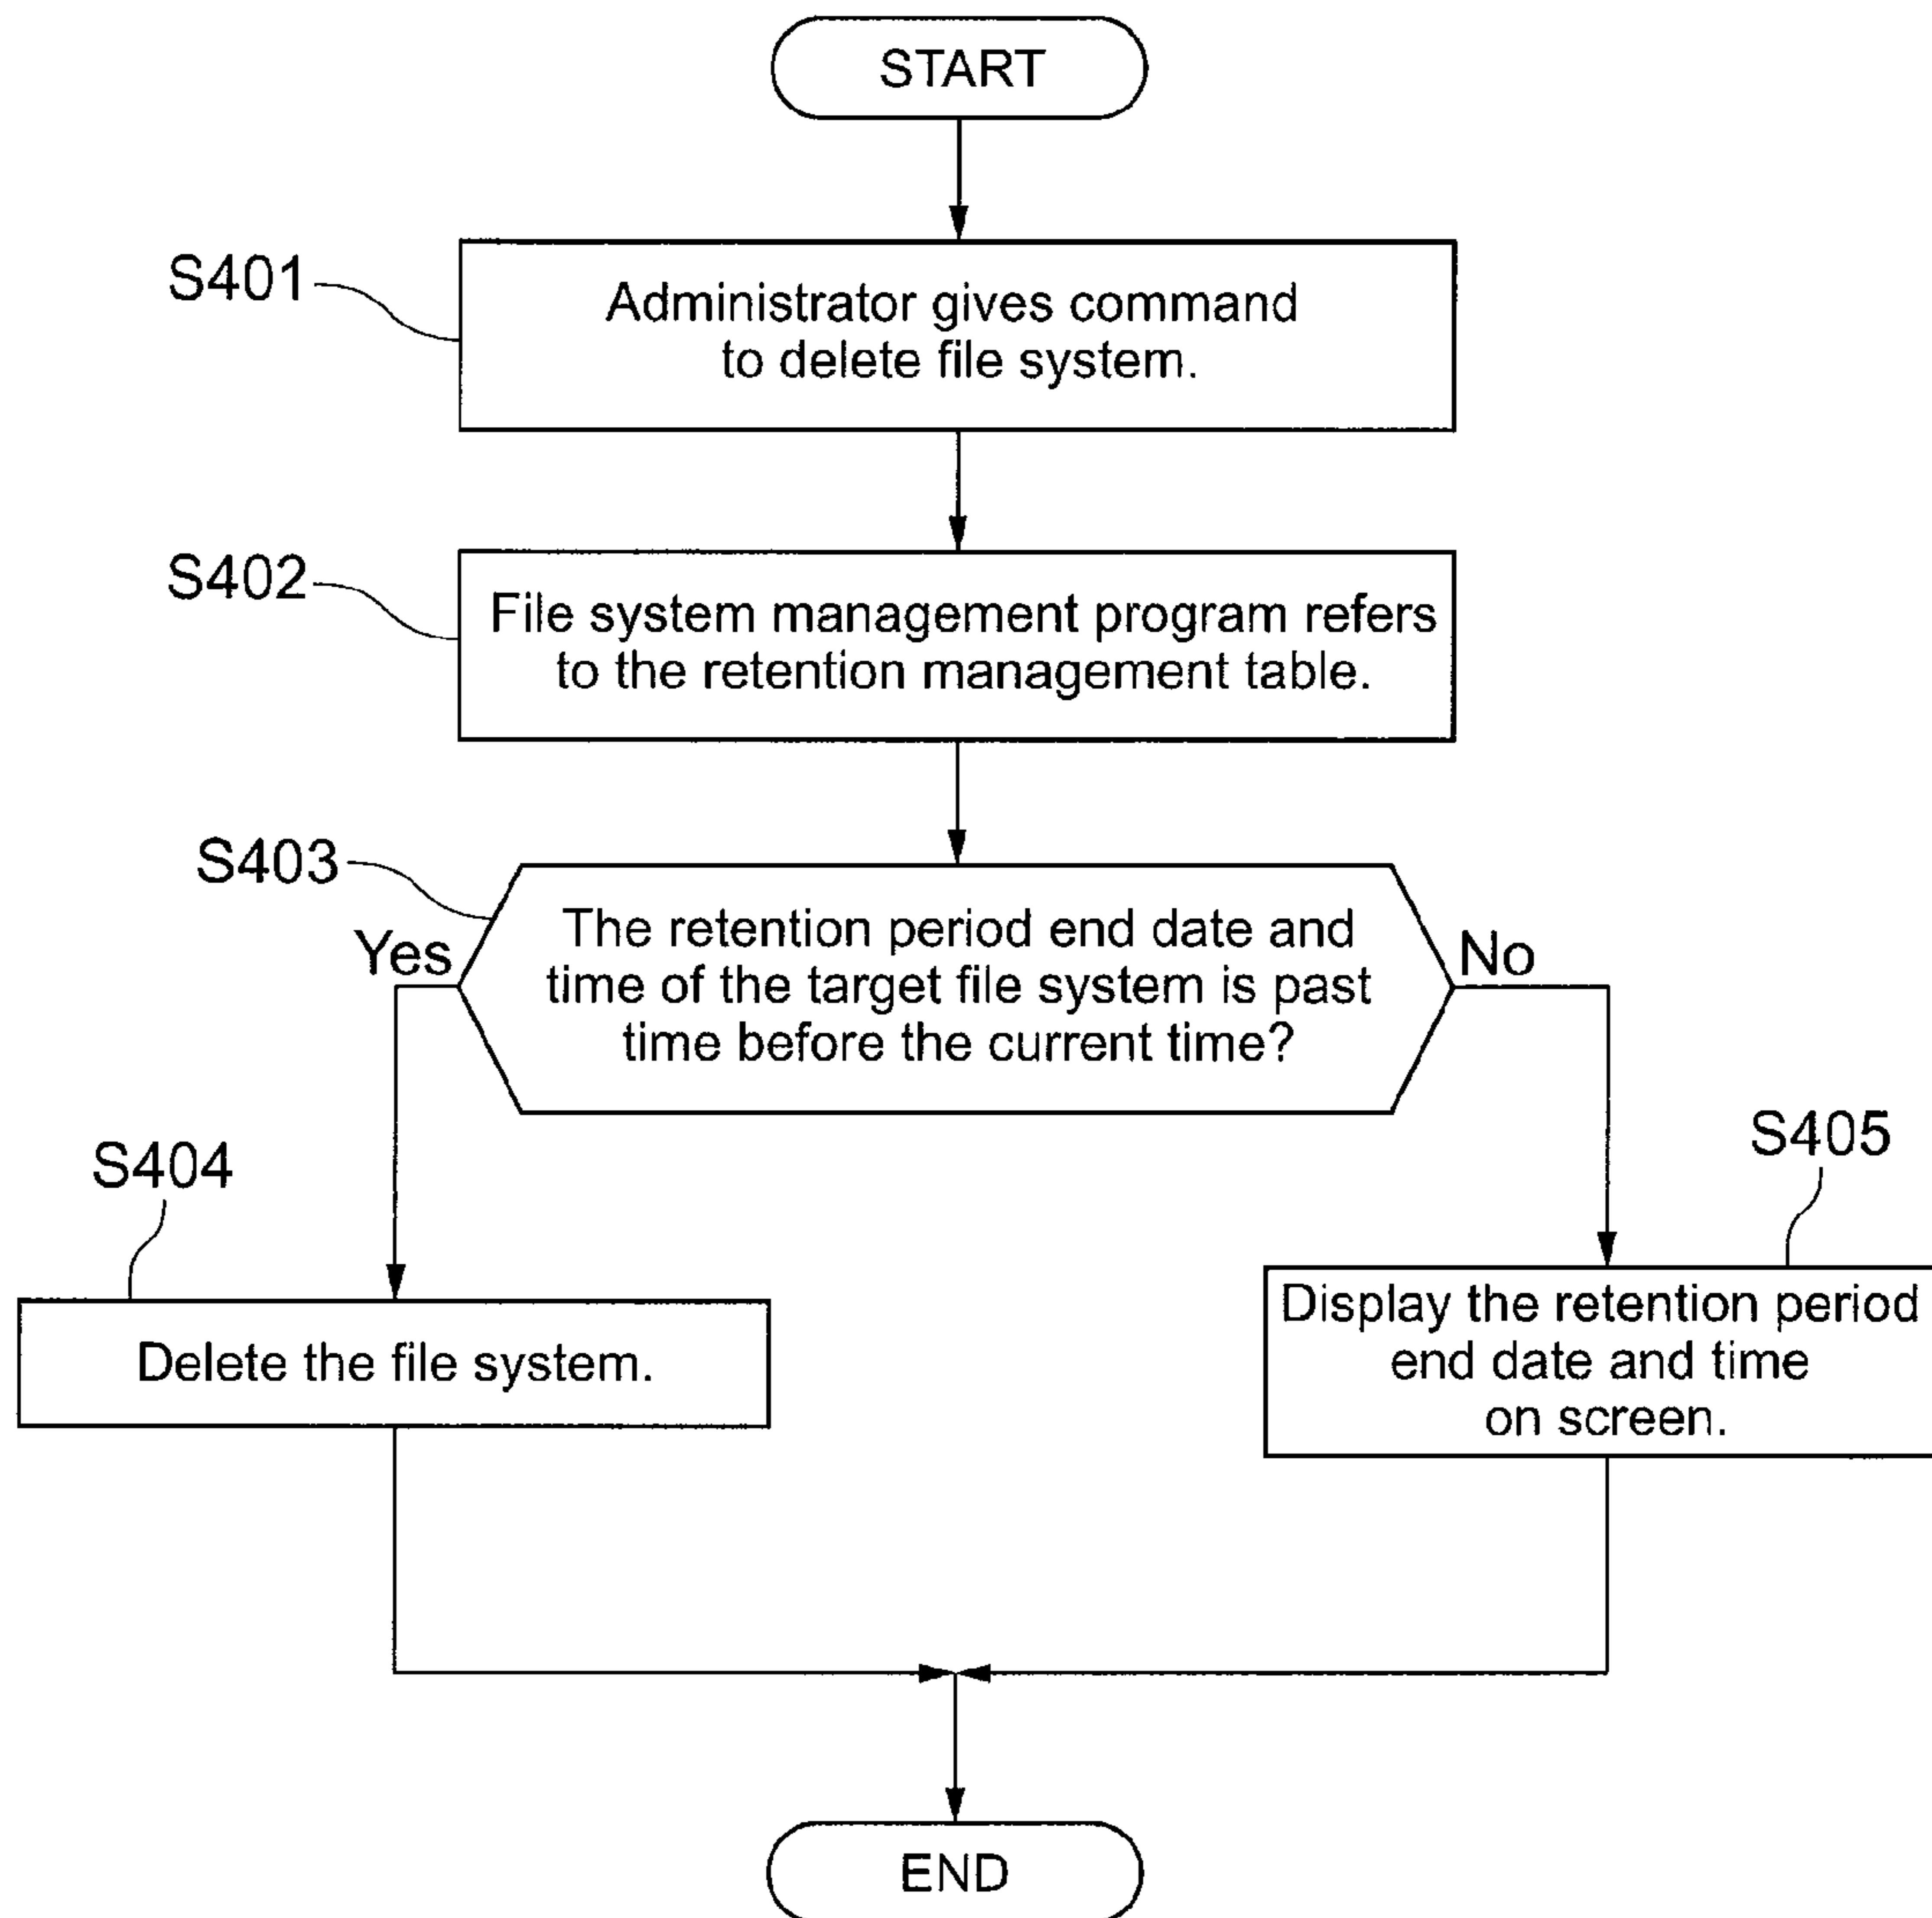 START
S401
Administrator gives command
to delete file system.
S402
File system management program refers
to the retention management table.
S403
Yes
The retention period end date and
time of the target file system is past
time before the current time?
No
S404
Delete the file system.
S405
Display the retention period
end date and time
on screen.
END